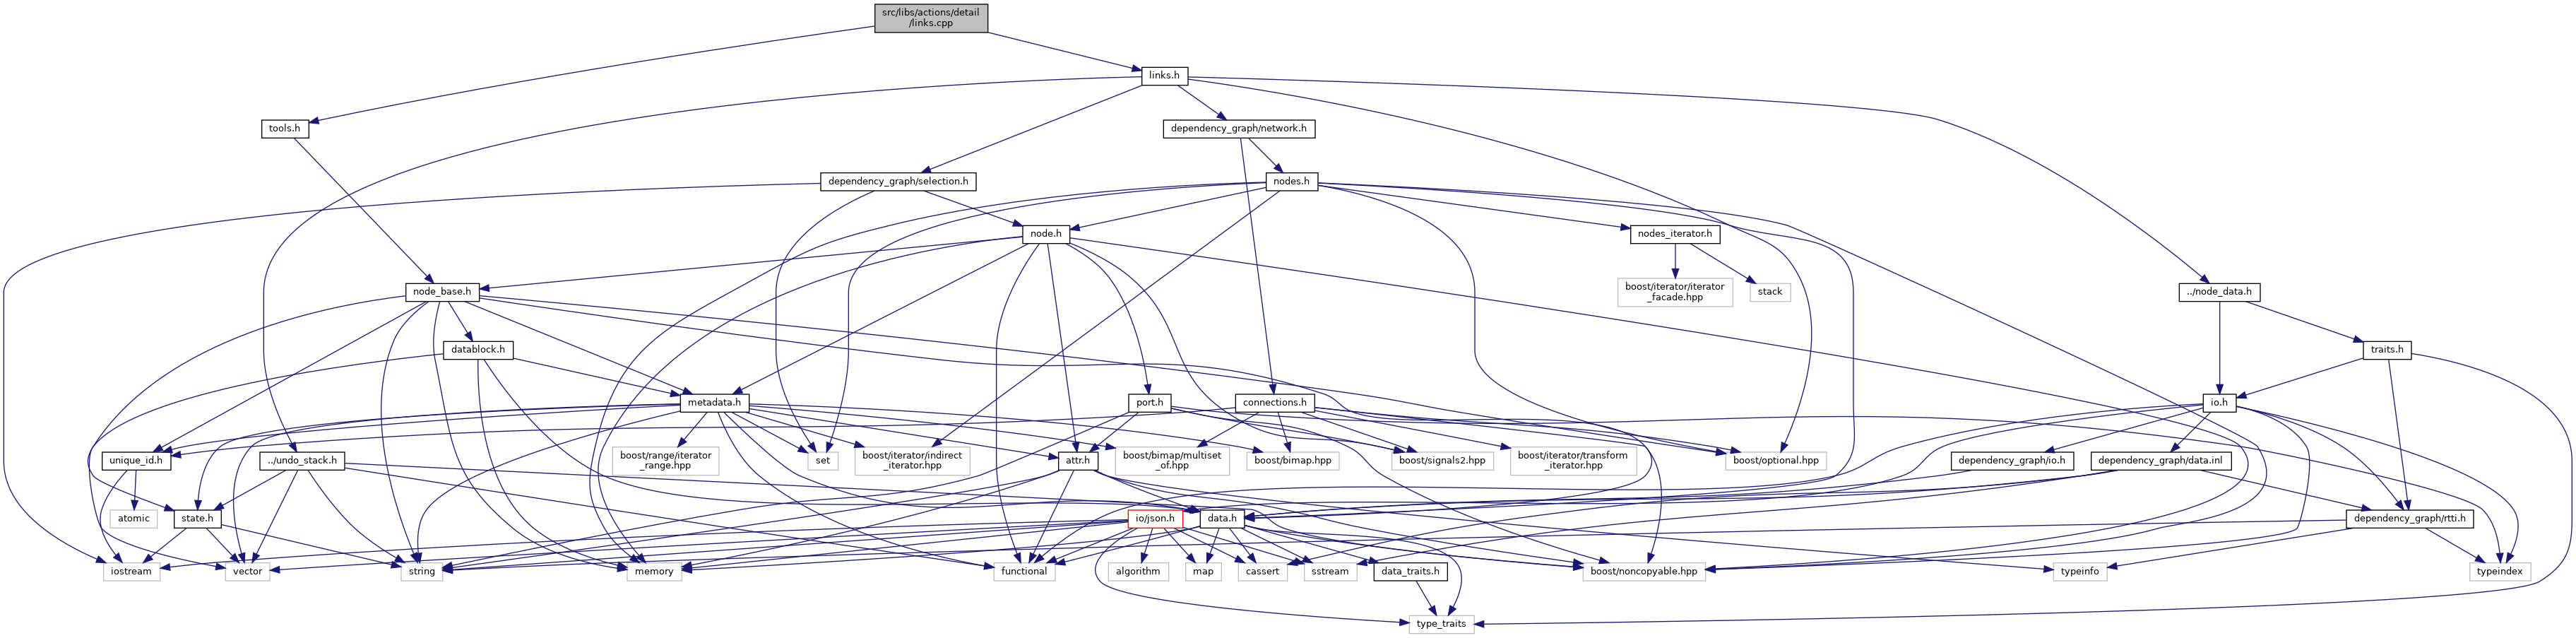 src/libs/actions/detail
/links.cpp
links.h
tools.h
dependency_graph/network.h
dependency_graph/selection.h
nodes.h
node.h
nodes_iterator.h
node_base.h
boost/iterator/iterator
_facade.hpp
stack
../node_data.h
datablock.h
traits.h
metadata.h
port.h
connections.h
io.h
unique_id.h
../undo_stack.h
boost/range/iterator
_range.hpp
set
boost/iterator/indirect
_iterator.hpp
attr.h
boost/bimap/multiset
_of.hpp
boost/bimap.hpp
boost/signals2.hpp
boost/iterator/transform
_iterator.hpp
boost/optional.hpp
dependency_graph/io.h
dependency_graph/data.inl
atomic
state.h
io/json.h
data.h
dependency_graph/rtti.h
iostream
vector
string
memory
functional
algorithm
map
cassert
sstream
data_traits.h
boost/noncopyable.hpp
typeinfo
typeindex
type_traits